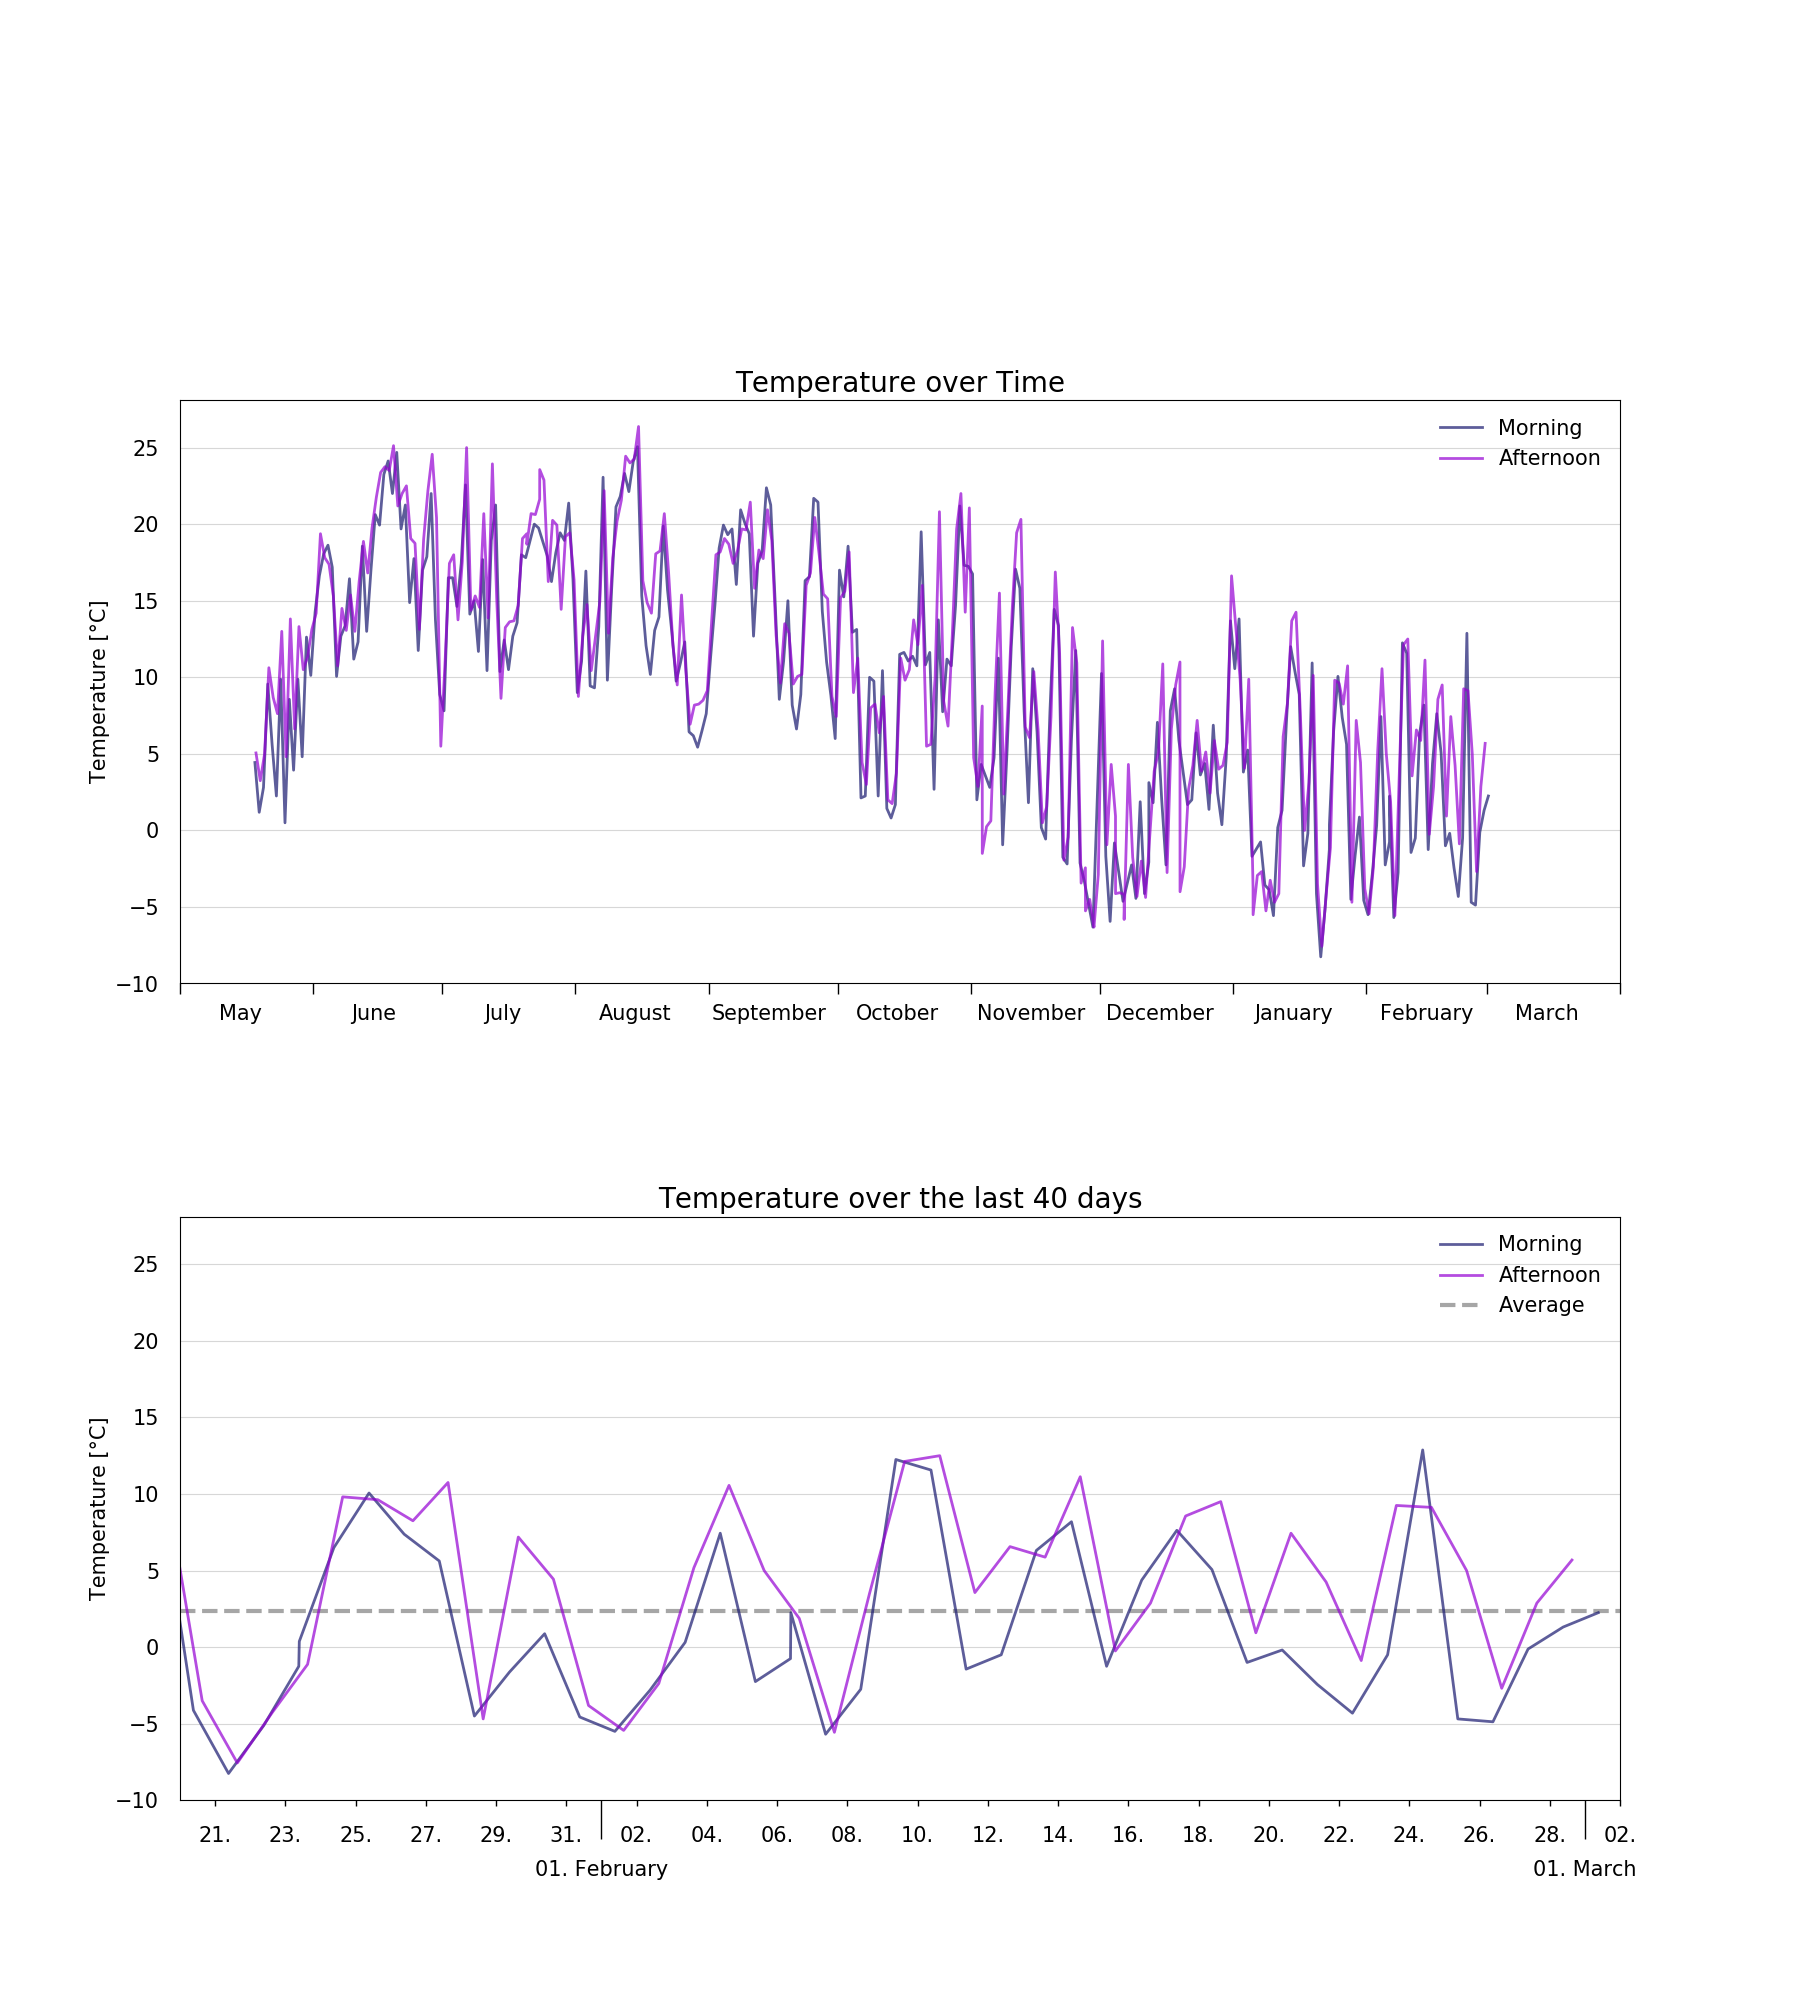 Temperature over Time
Morning
Afternoon
Temperature [°C]
25
20
15
10
5
0
−5
−10
May June July August September October November December January February March
Temperature over the last 40 days
Morning
Afternoon
Average
Temperature [°C]
25
20
15
10
5
0
−5
−10
21. 23. 25. 27. 29. 31. 02. 04. 06. 08. 10. 12. 14. 16. 18. 20. 22. 24. 26. 28. 02.
01. February 01. March